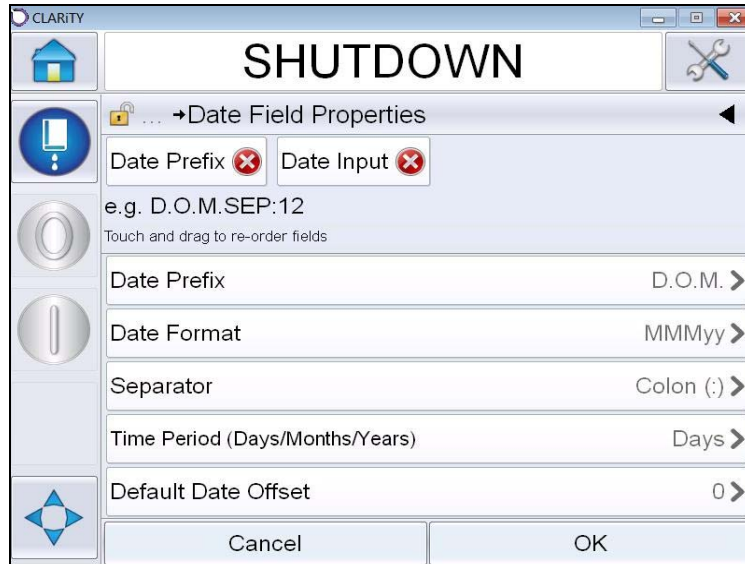 CLARiTY
SHUTDOWN
... →Date Field Properties
Date Prefix Date Input
e.g. D.O.M.SEP:12
Touch and drag to re-order fields
Date Prefix D.O.M.
Date Format MMMyy
Separator Colon (:)
Time Period (Days/Months/Years) Days
Default Date Offset 0
Cancel OK